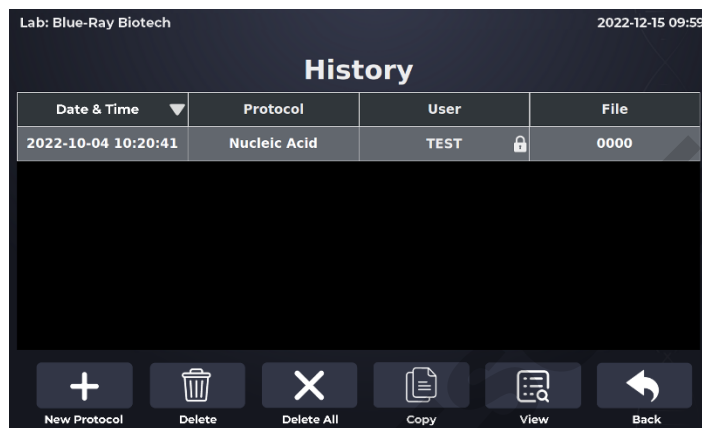 Lab: Blue-Ray Biotech 2022-12-15 09:59
History
Date & Time Protocol User File
2022-10-04 10:20:41 Nucleic Acid TEST 0000
New Protocol Delete Delete All Copy View Back